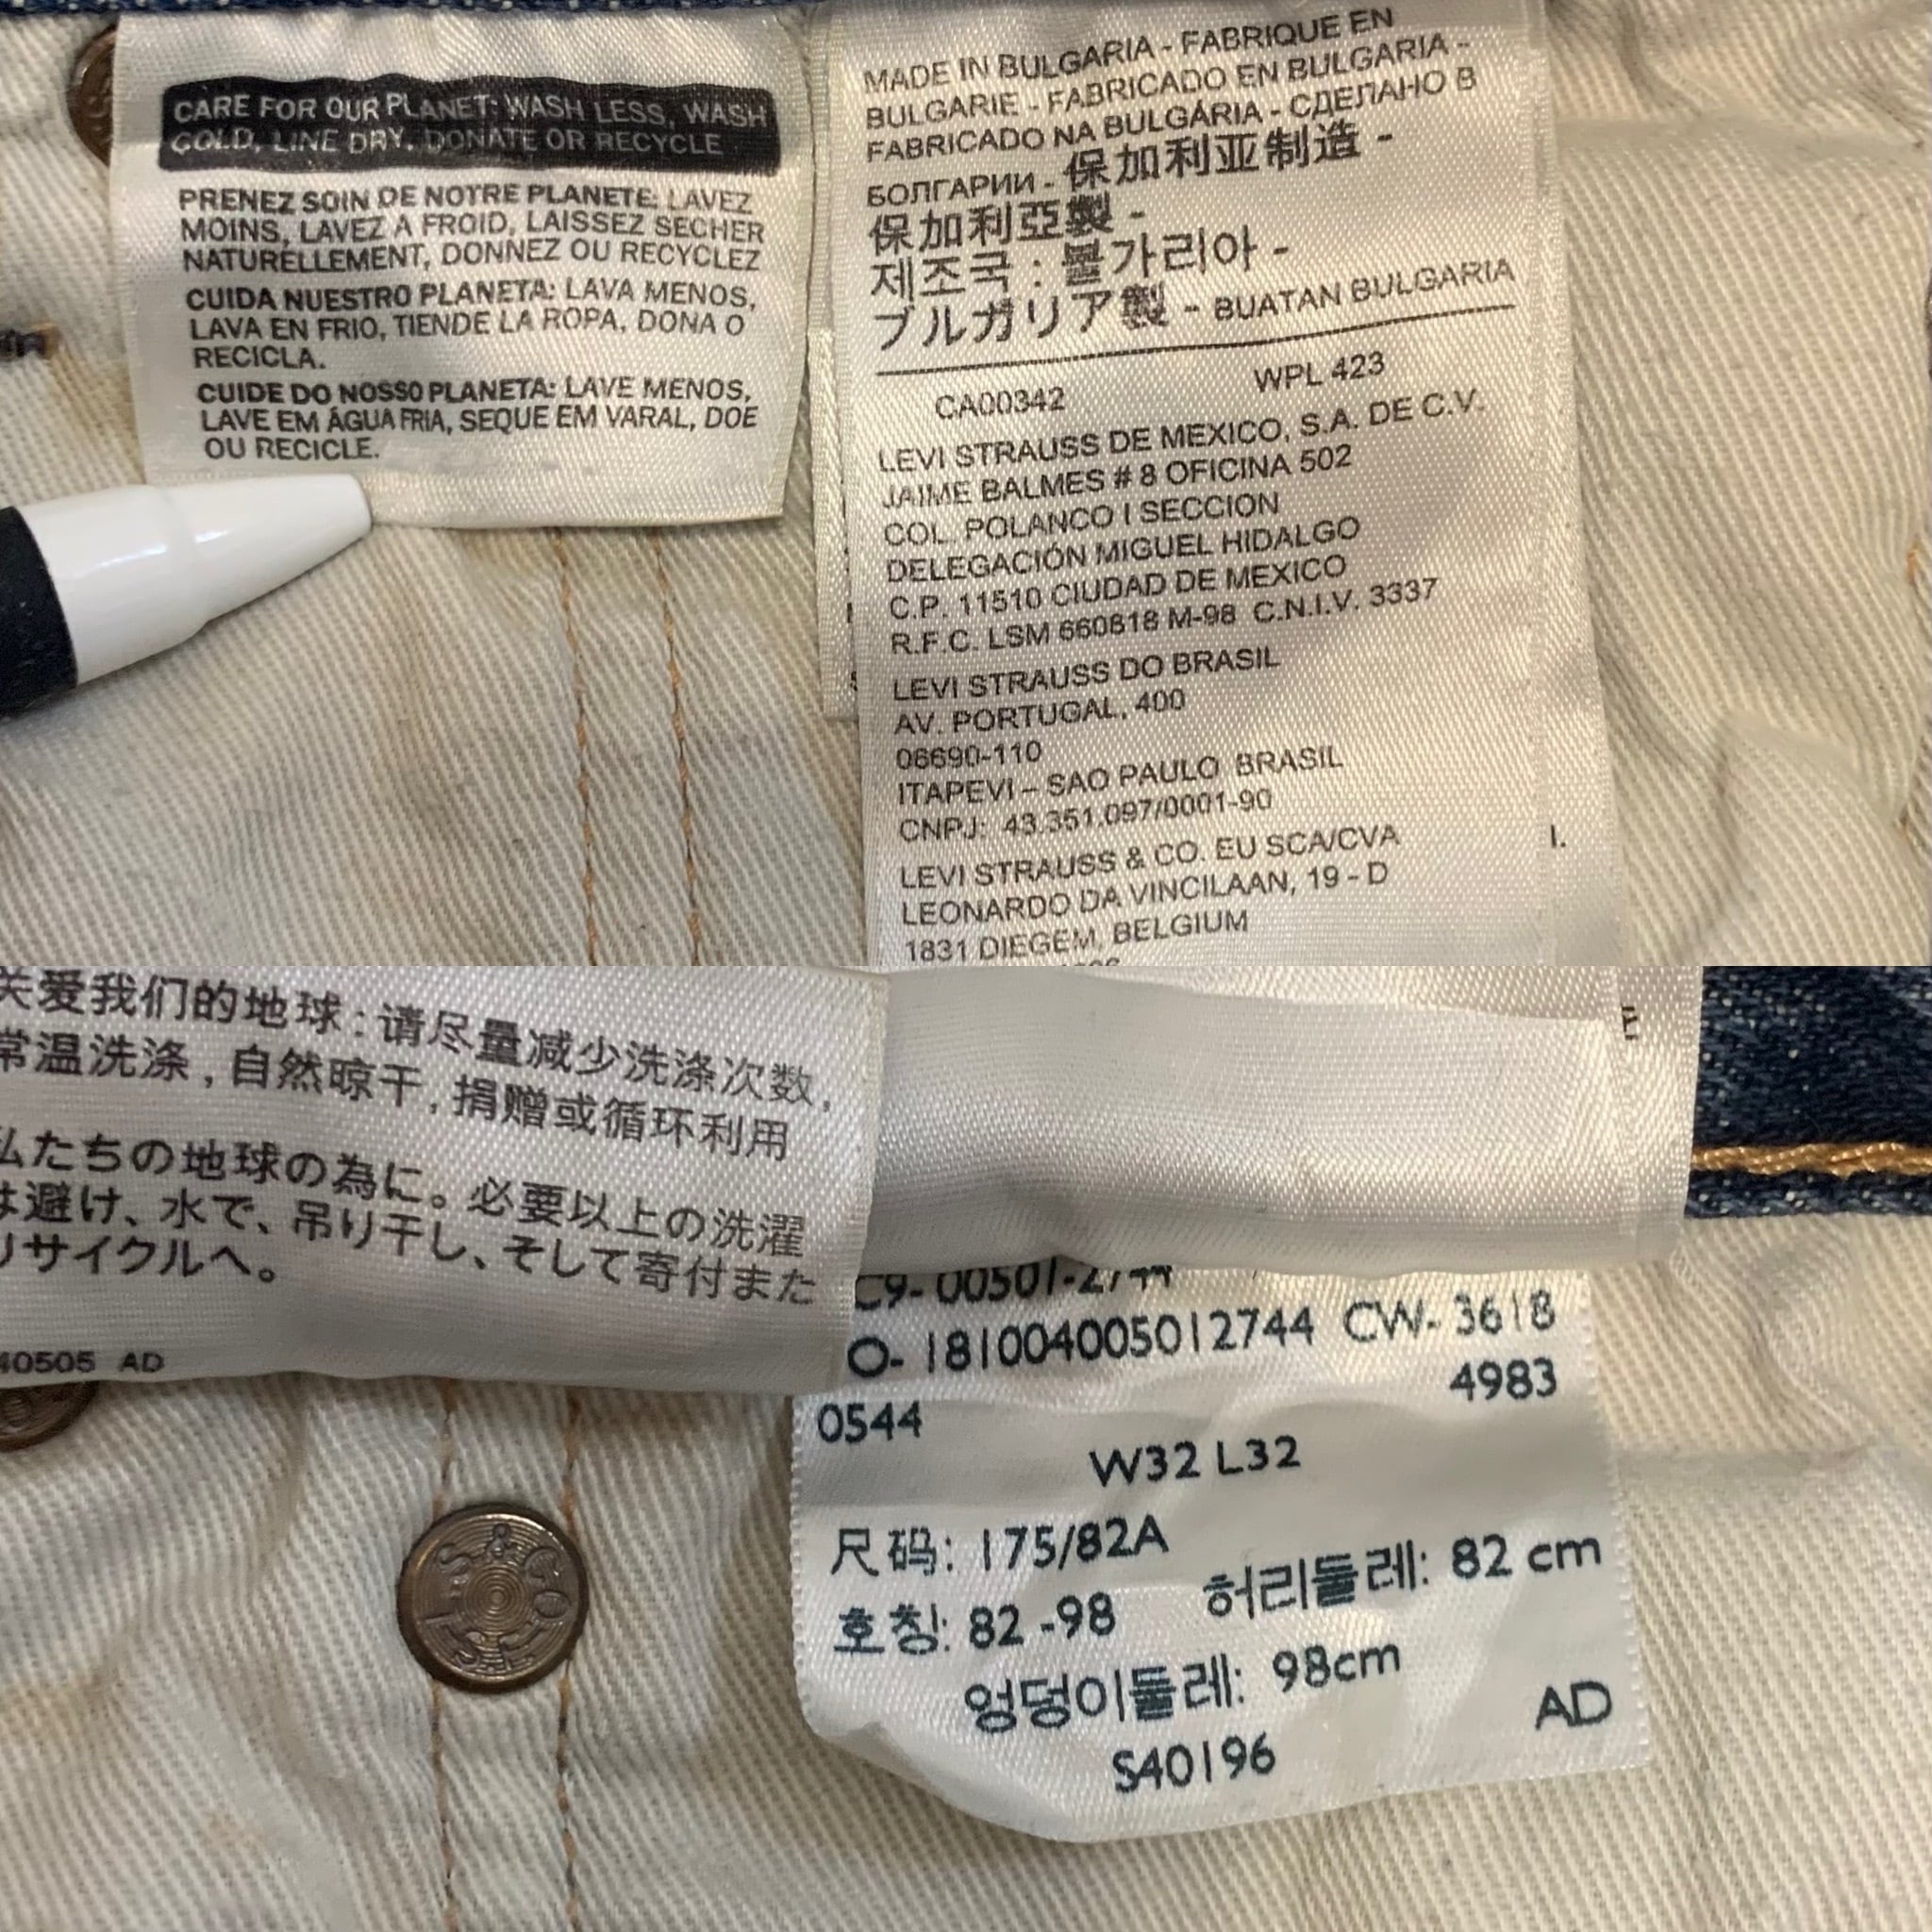 CARE FOR OUR PLANET: WASH LESS, WASH
COLD, LINE DRY, DONATE OR RECYCLE
PRENEZ SOIN DE NOTRE PLANETE: LAVEZ
MOINS, LAVEZ A FROID, LAISSEZ SECHER
NATURELLEMENT, DONNEZ OU RECYCLEZ
CUIDA NUESTRO PLANETA: LAVA MENOS,
LAVA EN FRIO, TIENDE LA ROPA, DONA O
RECICLA.
CUIDE DO NOSSO PLANETA: LAVE MENOS,
LAVE EM ÁGUA FRIA, SEQUE EM VARAL, DOE
OU RECICLE.
MADE IN BULGARIA - FABRIQUE EN
BULGARIE - FABRICADO EN BULGARIA -
FABRICADO NA BULGÁRIA - СДЕЛАНО В
БОЛГАРИИ - 保加利亚制造 -
保加利亞製 -
제조국 : 불가리아 -
ブルガリア製 - BUATAN BULGARIA
CA00342 WPL 423
LEVI STRAUSS DE MEXICO, S.A. DE C.V.
JAIME BALMES # 8 OFICINA 502
COL. POLANCO I SECCION
DELEGACIÓN MIGUEL HIDALGO
C.P. 11510 CIUDAD DE MEXICO
R.F.C. LSM 660818 M-98 C.N.I.V. 3337
LEVI STRAUSS DO BRASIL
AV. PORTUGAL, 400
06690-110
ITAPEVI – SAO PAULO BRASIL
CNPJ: 43.351.097/0001-90
LEVI STRAUSS & CO. EU SCA/CVA
LEONARDO DA VINCILAAN, 19 - D
1831 DIEGEM, BELGIUM
关爱我们的地球:请尽量减少洗涤次数,
常温洗涤,自然晾干,捐赠或循环利用
私たちの地球の為に。必要以上の洗濯
は避け、水で、吊り干し、そして寄付また
リサイクルへ。
40505 AD
C9- 00501-2744
O- 181004005012744 CW- 3618
4983
0544
W32 L32
尺码: 175/82A
호칭: 82 -98 허리둘레: 82 cm
엉덩이둘레: 98cm
AD
S40196